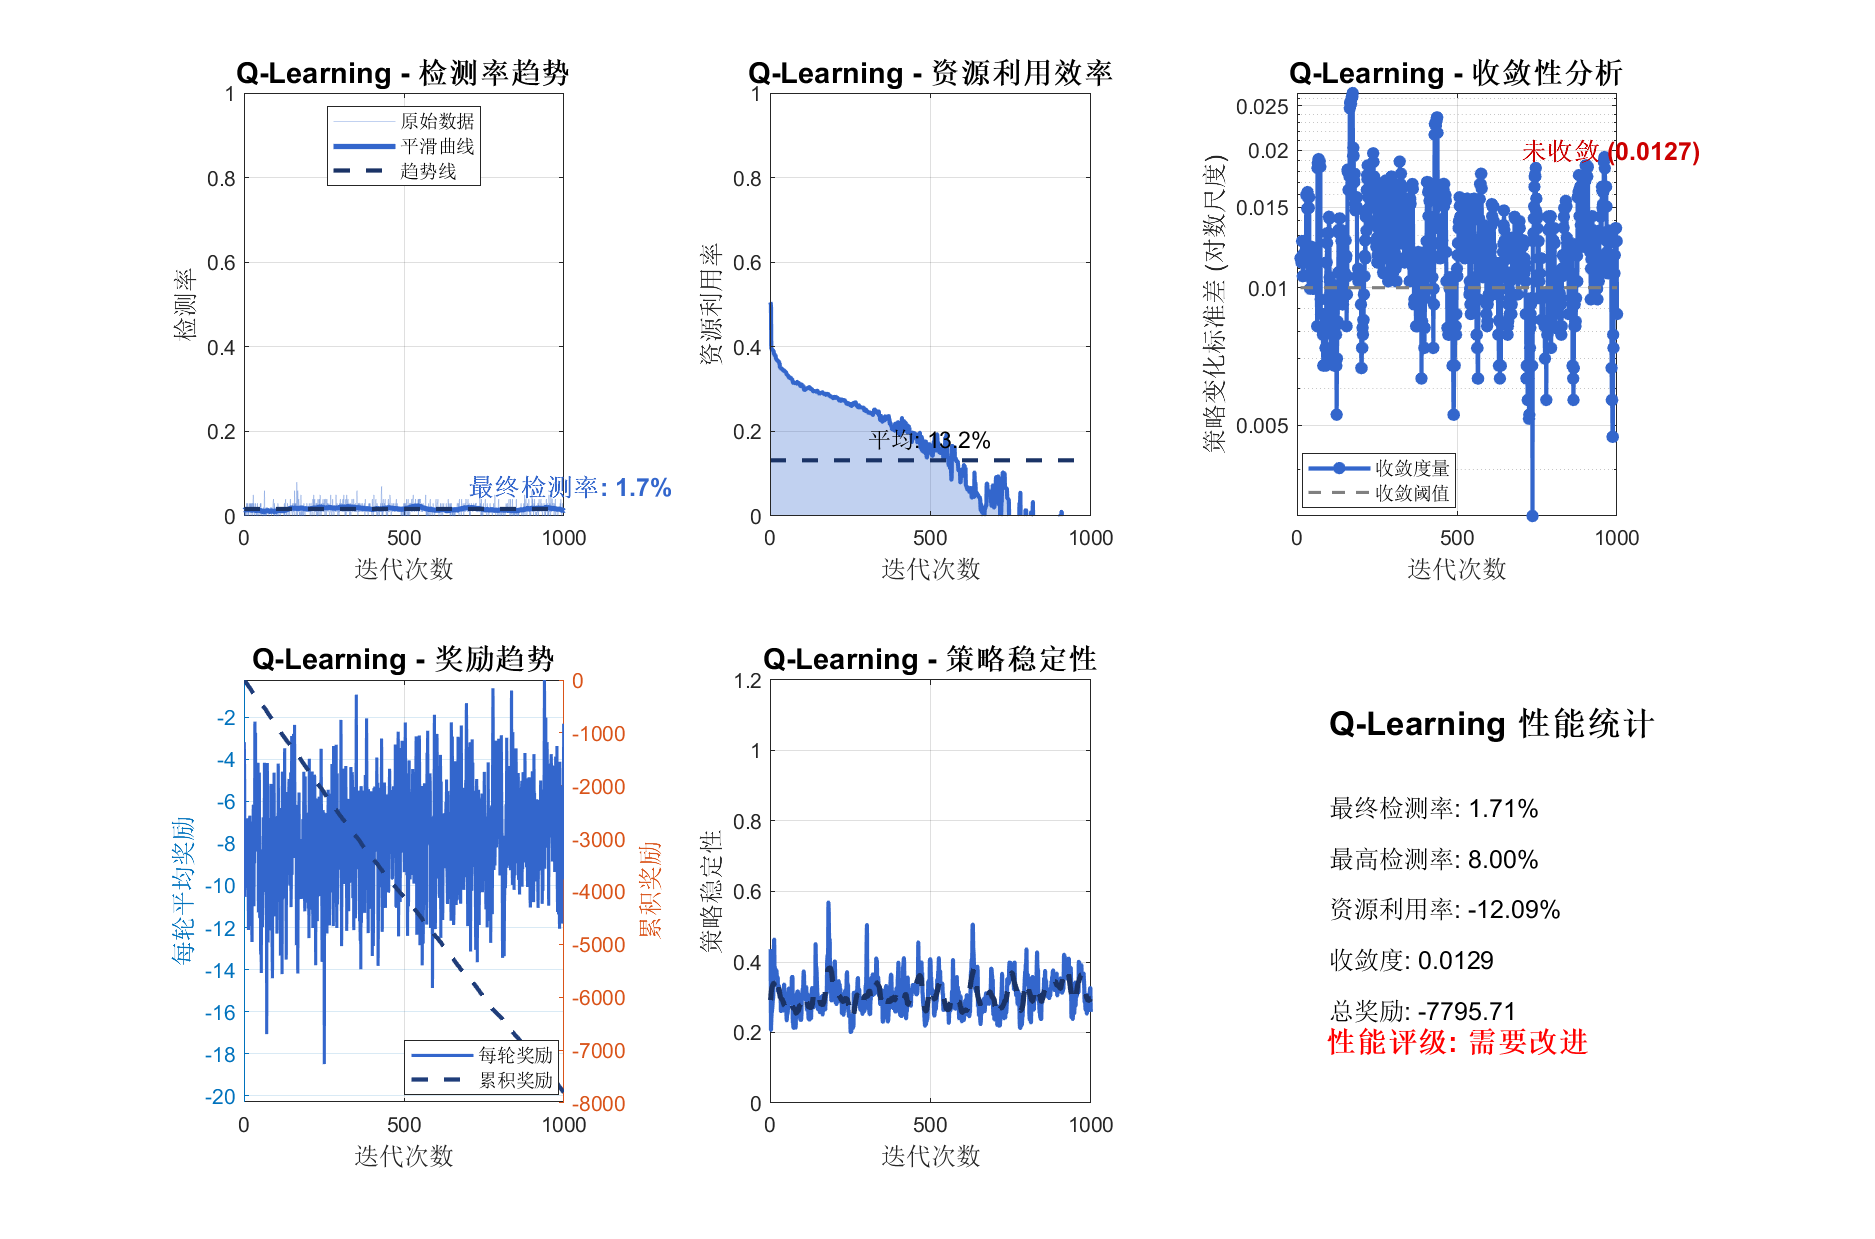 Q-Learning - 检测率趋势
1
0.8
0.6
0.4
0.2
0
检测率
原始数据
平滑曲线
趋势线
最终检测率: 1.7%
0 500 1000
迭代次数
Q-Learning - 资源利用效率
1
0.8
0.6
0.4
0.2
0
资源利用率
平均: 13.2%
0 500 1000
迭代次数
Q-Learning - 收敛性分析
0.025
0.02
0.015
0.01
0.005
策略变化标准差 (对数尺度)
未收敛 (0.0127)
收敛度量
收敛阈值
0 500 1000
迭代次数
Q-Learning - 奖励趋势
-2
-4
-6
-8
-10
-12
-14
-16
-18
-20
每轮平均奖励
0
-1000
-2000
-3000
-4000
-5000
-6000
-7000
-8000
累积奖励
每轮奖励
累积奖励
0 500 1000
迭代次数
Q-Learning - 策略稳定性
1.2
1
0.8
0.6
0.4
0.2
0
策略稳定性
0 500 1000
迭代次数
Q-Learning 性能统计
最终检测率: 1.71%
最高检测率: 8.00%
资源利用率: -12.09%
收敛度: 0.0129
总奖励: -7795.71
性能评级: 需要改进